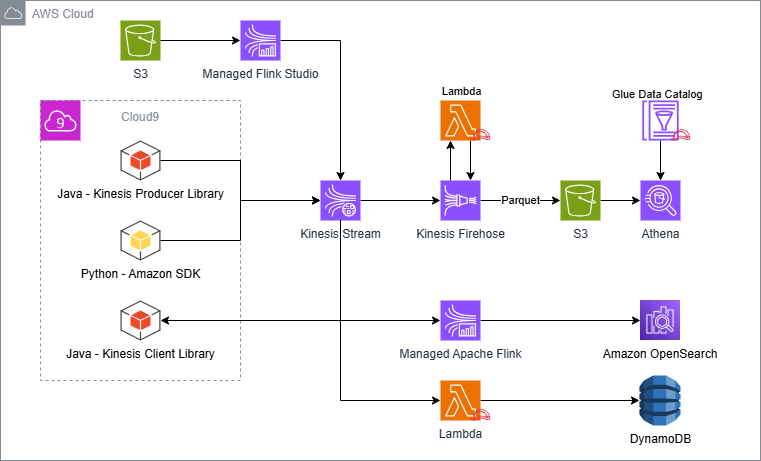 AWS Cloud
S3
Managed Flink Studio
Lambda
Glue Data Catalog
9
Cloud9
Java - Kinesis Producer Library
Parquet
Kinesis Stream
Kinesis Firehose
S3
Athena
Python - Amazon SDK
Java - Kinesis Client Library
Managed Apache Flink
Amazon OpenSearch
Lambda
DynamoDB